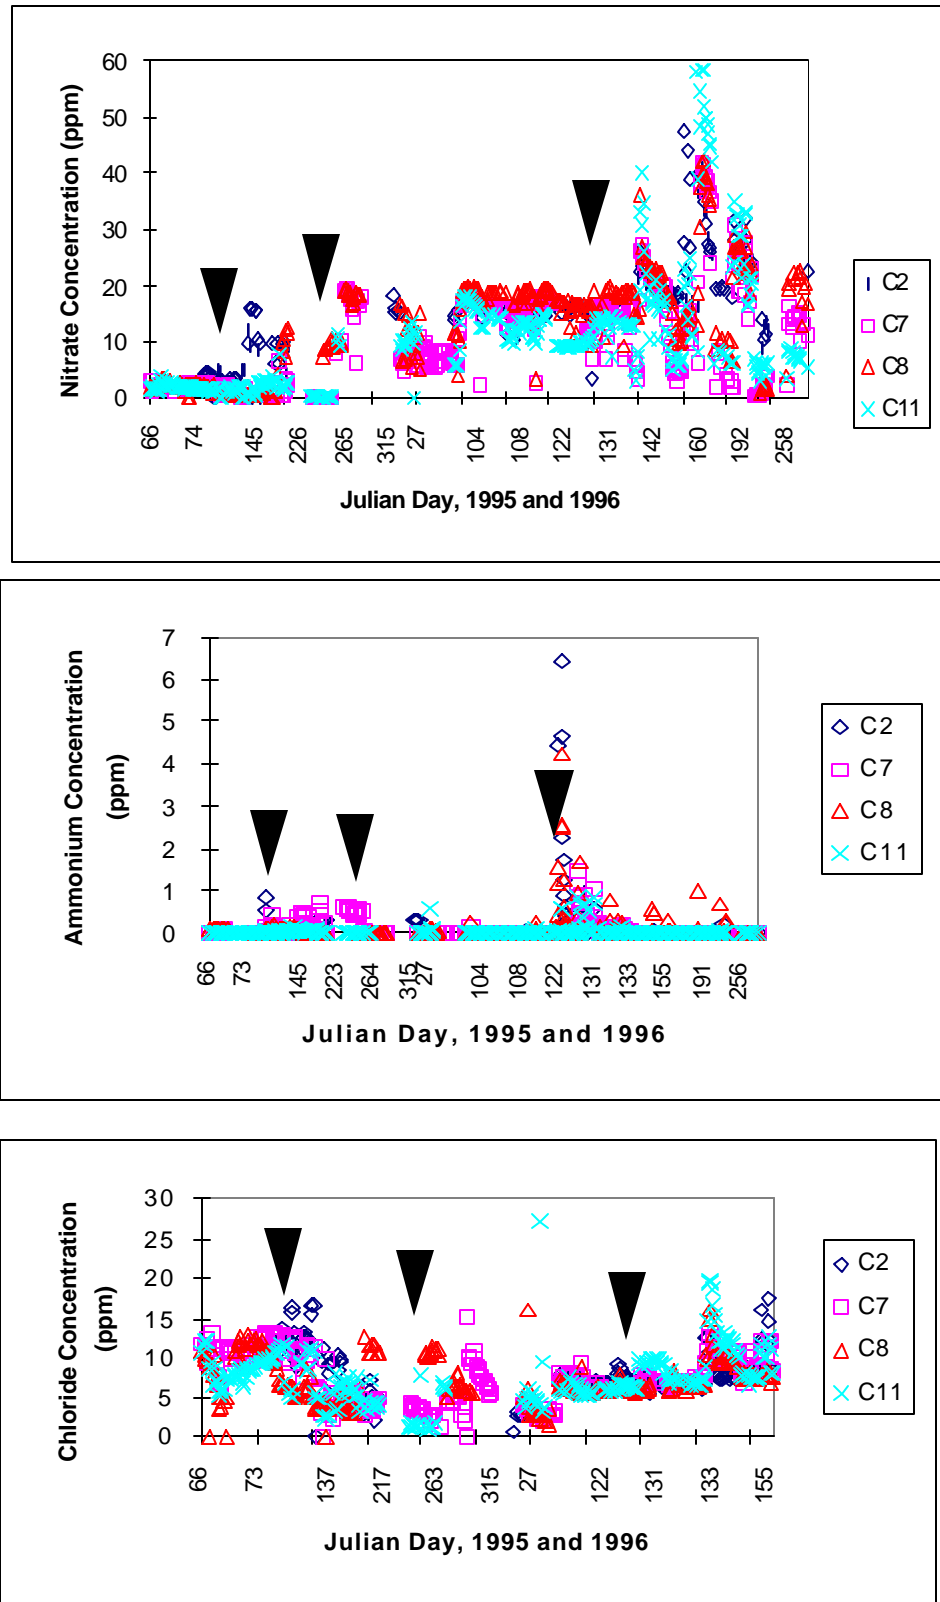 60
50
40
30
20
10
0
Nitrate Concentration (ppm)
66 74 145 226 265 315 27 104 108 122 131 142 160 192 258
Julian Day, 1995 and 1996
C2
C7
C8
C11
7
6
5
4
3
2
1
0
Ammonium Concentration
(ppm)
66 73 145 223 264 315 27 104 108 122 131 133 155 191 256
Julian Day, 1995 and 1996
C2
C7
C8
C11
30
25
20
15
10
5
0
Chloride Concentration
(ppm)
66 73 137 217 263 315 27 122 131 133 155
Julian Day, 1995 and 1996
C2
C7
C8
C11